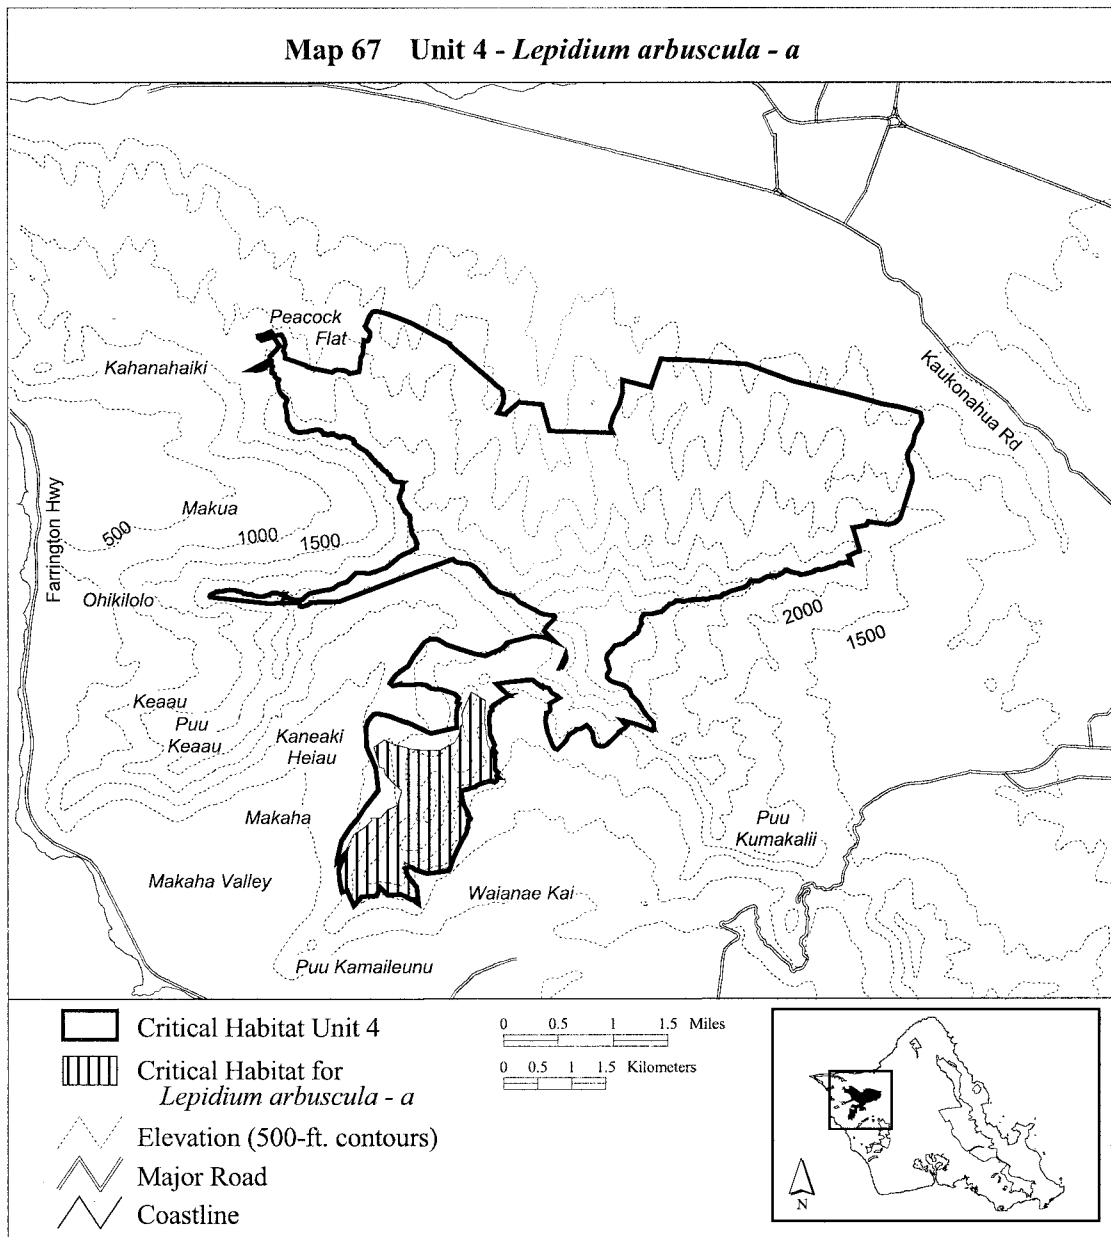 Map 67 Unit 4 - Lepidium arbuscula - a
Peacock
Flat
Kahanahaiki
Kaukonahua Rd
Farrington Hwy
Makua
500
1000
1500
Ohikilolo
2000
1500
Keaau
Puu
Keaau
Kaneaki
Heiau
Makaha
Puu
Kumakalii
Makaha Valley
Waianae Kai
Puu Kamaileunu
Critical Habitat Unit 4
Critical Habitat for
Lepidium arbuscula - a
Elevation (500-ft. contours)
Major Road
Coastline
0 0.5 1 1.5 Miles
0 0.5 1 1.5 Kilometers
N